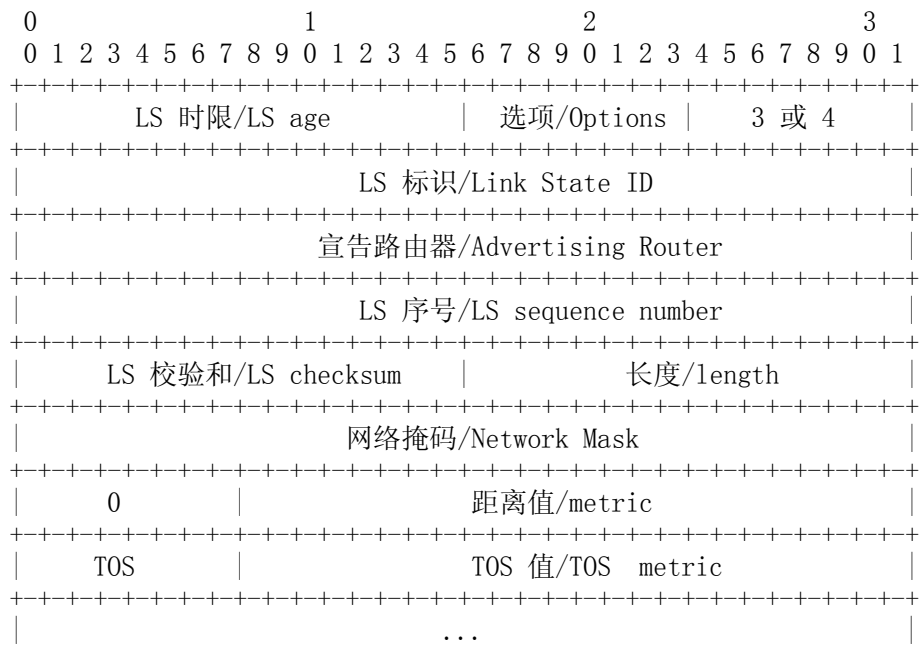 0                   1                   2                   3
0 1 2 3 4 5 6 7 8 9 0 1 2 3 4 5 6 7 8 9 0 1 2 3 4 5 6 7 8 9 0 1
+-+-+-+-+-+-+-+-+-+-+-+-+-+-+-+-+-+-+-+-+-+-+-+-+-+-+-+-+-+-+-+-+
| LS 时限/LS age | 选项/Options | 3 或 4 |
+-+-+-+-+-+-+-+-+-+-+-+-+-+-+-+-+-+-+-+-+-+-+-+-+-+-+-+-+-+-+-+-+
| LS 标识/Link State ID |
+-+-+-+-+-+-+-+-+-+-+-+-+-+-+-+-+-+-+-+-+-+-+-+-+-+-+-+-+-+-+-+-+
| 宣告路由器/Advertising Router |
+-+-+-+-+-+-+-+-+-+-+-+-+-+-+-+-+-+-+-+-+-+-+-+-+-+-+-+-+-+-+-+-+
| LS 序号/LS sequence number |
+-+-+-+-+-+-+-+-+-+-+-+-+-+-+-+-+-+-+-+-+-+-+-+-+-+-+-+-+-+-+-+-+
| LS 校验和/LS checksum | 长度/length |
+-+-+-+-+-+-+-+-+-+-+-+-+-+-+-+-+-+-+-+-+-+-+-+-+-+-+-+-+-+-+-+-+
| 网络掩码/Network Mask |
+-+-+-+-+-+-+-+-+-+-+-+-+-+-+-+-+-+-+-+-+-+-+-+-+-+-+-+-+-+-+-+-+
| 0 | 距离值/metric |
+-+-+-+-+-+-+-+-+-+-+-+-+-+-+-+-+-+-+-+-+-+-+-+-+-+-+-+-+-+-+-+-+
| TOS | TOS 值/TOS  metric |
+-+-+-+-+-+-+-+-+-+-+-+-+-+-+-+-+-+-+-+-+-+-+-+-+-+-+-+-+-+-+-+-+
| ... |